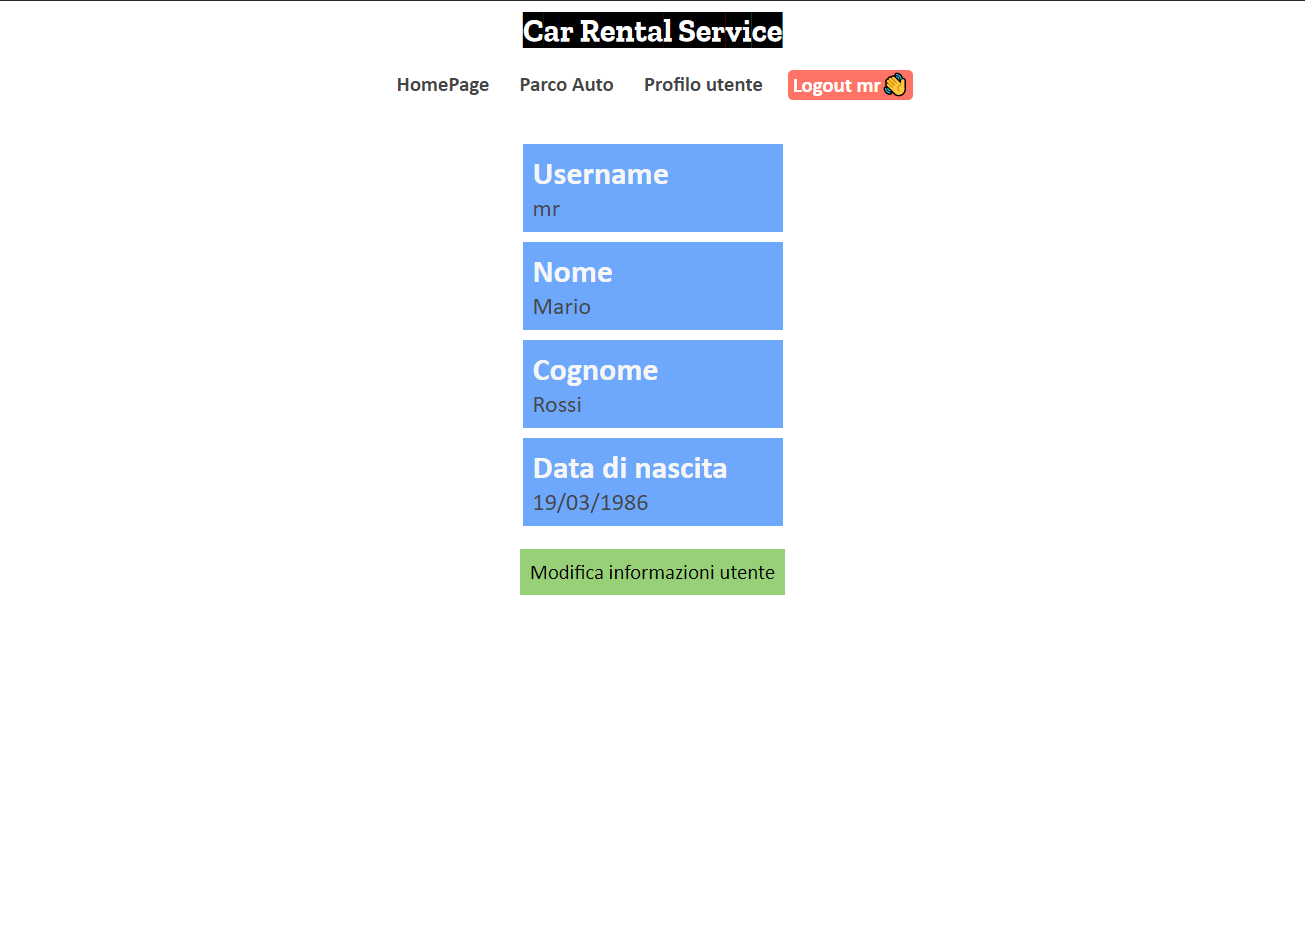 Car Rental Service
HomePage Parco Auto Profilo utente Logout mr👋
Username
mr
Nome
Mario
Cognome
Rossi
Data di nascita
19/03/1986
Modifica informazioni utente